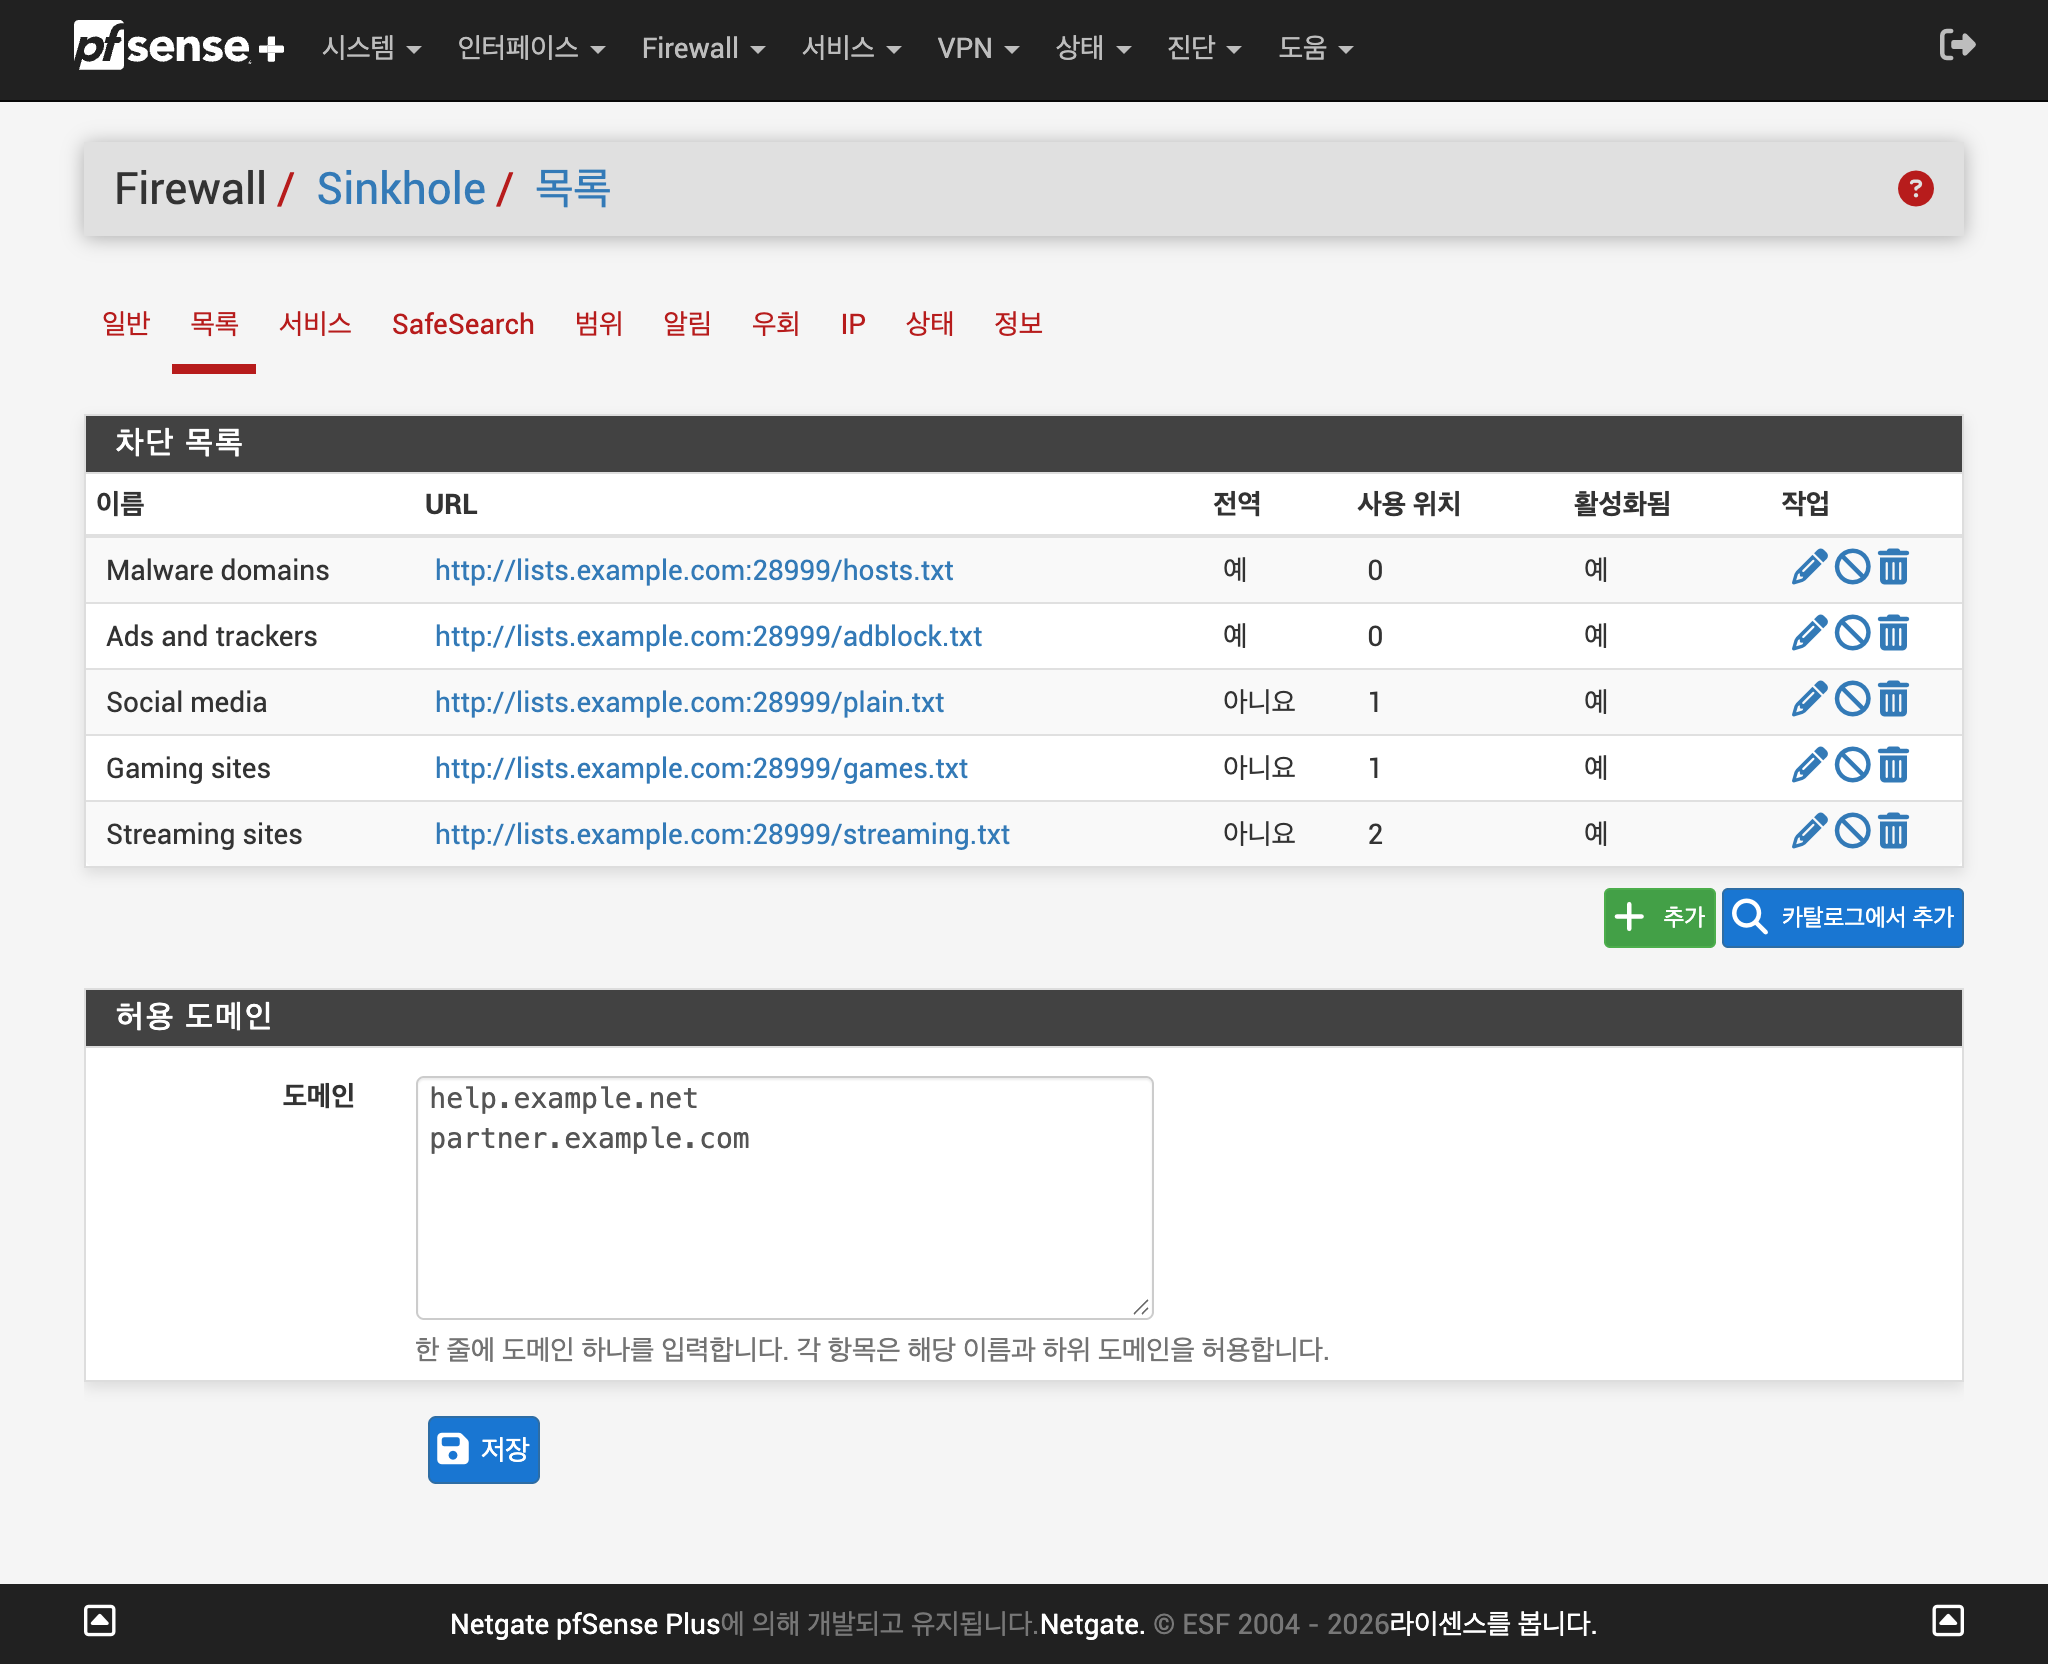 pfsense+ 시스템 인터페이스 Firewall 서비스 VPN 상태 진단 도움
Firewall / Sinkhole / 목록
일반 목록 서비스 SafeSearch 범위 알림 우회 IP 상태 정보
차단 목록
이름 URL 전역 사용 위치 활성화됨 작업
Malware domains http://lists.example.com:28999/hosts.txt 예 0 예
Ads and trackers http://lists.example.com:28999/adblock.txt 예 0 예
Social media http://lists.example.com:28999/plain.txt 아니요 1 예
Gaming sites http://lists.example.com:28999/games.txt 아니요 1 예
Streaming sites http://lists.example.com:28999/streaming.txt 아니요 2 예
추가 카탈로그에서 추가
허용 도메인
도메인 help.example.net
partner.example.com
한 줄에 도메인 하나를 입력합니다. 각 항목은 해당 이름과 하위 도메인을 허용합니다.
저장
Netgate pfSense Plus에 의해 개발되고 유지됩니다.Netgate. © ESF 2004 - 2026라이센스를 봅니다.